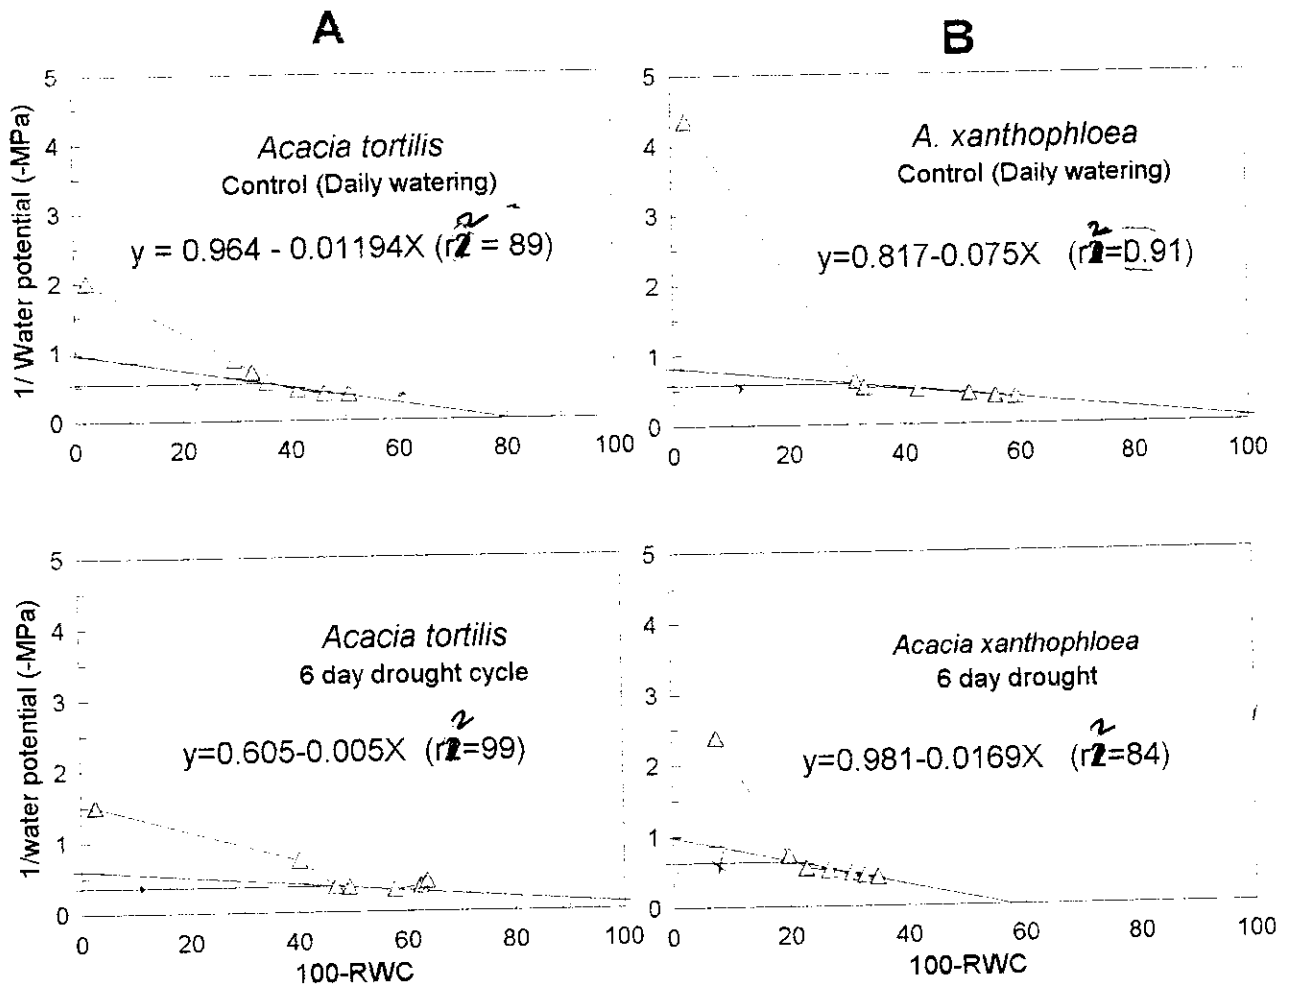 A
B
5
4
3
2
1
0
1/ Water potential (-MPa)
Acacia tortilis
Control (Daily watering)
y = 0.964 - 0.01194X (r2 = 89)
0 20 40 60 80 100
5
4
3
2
1
0
A. xanthophloea
Control (Daily watering)
y=0.817-0.075X (r2=0.91)
0 20 40 60 80 100
5
4
3
2
1
0
1/water potential (-MPa)
Acacia tortilis
6 day drought cycle
y=0.605-0.005X (r2=99)
0 20 40 60 80 100
100-RWC
5
4
3
2
1
0
Acacia xanthophloea
6 day drought
y=0.981-0.0169X (r2=84)
0 20 40 60 80 100
100-RWC